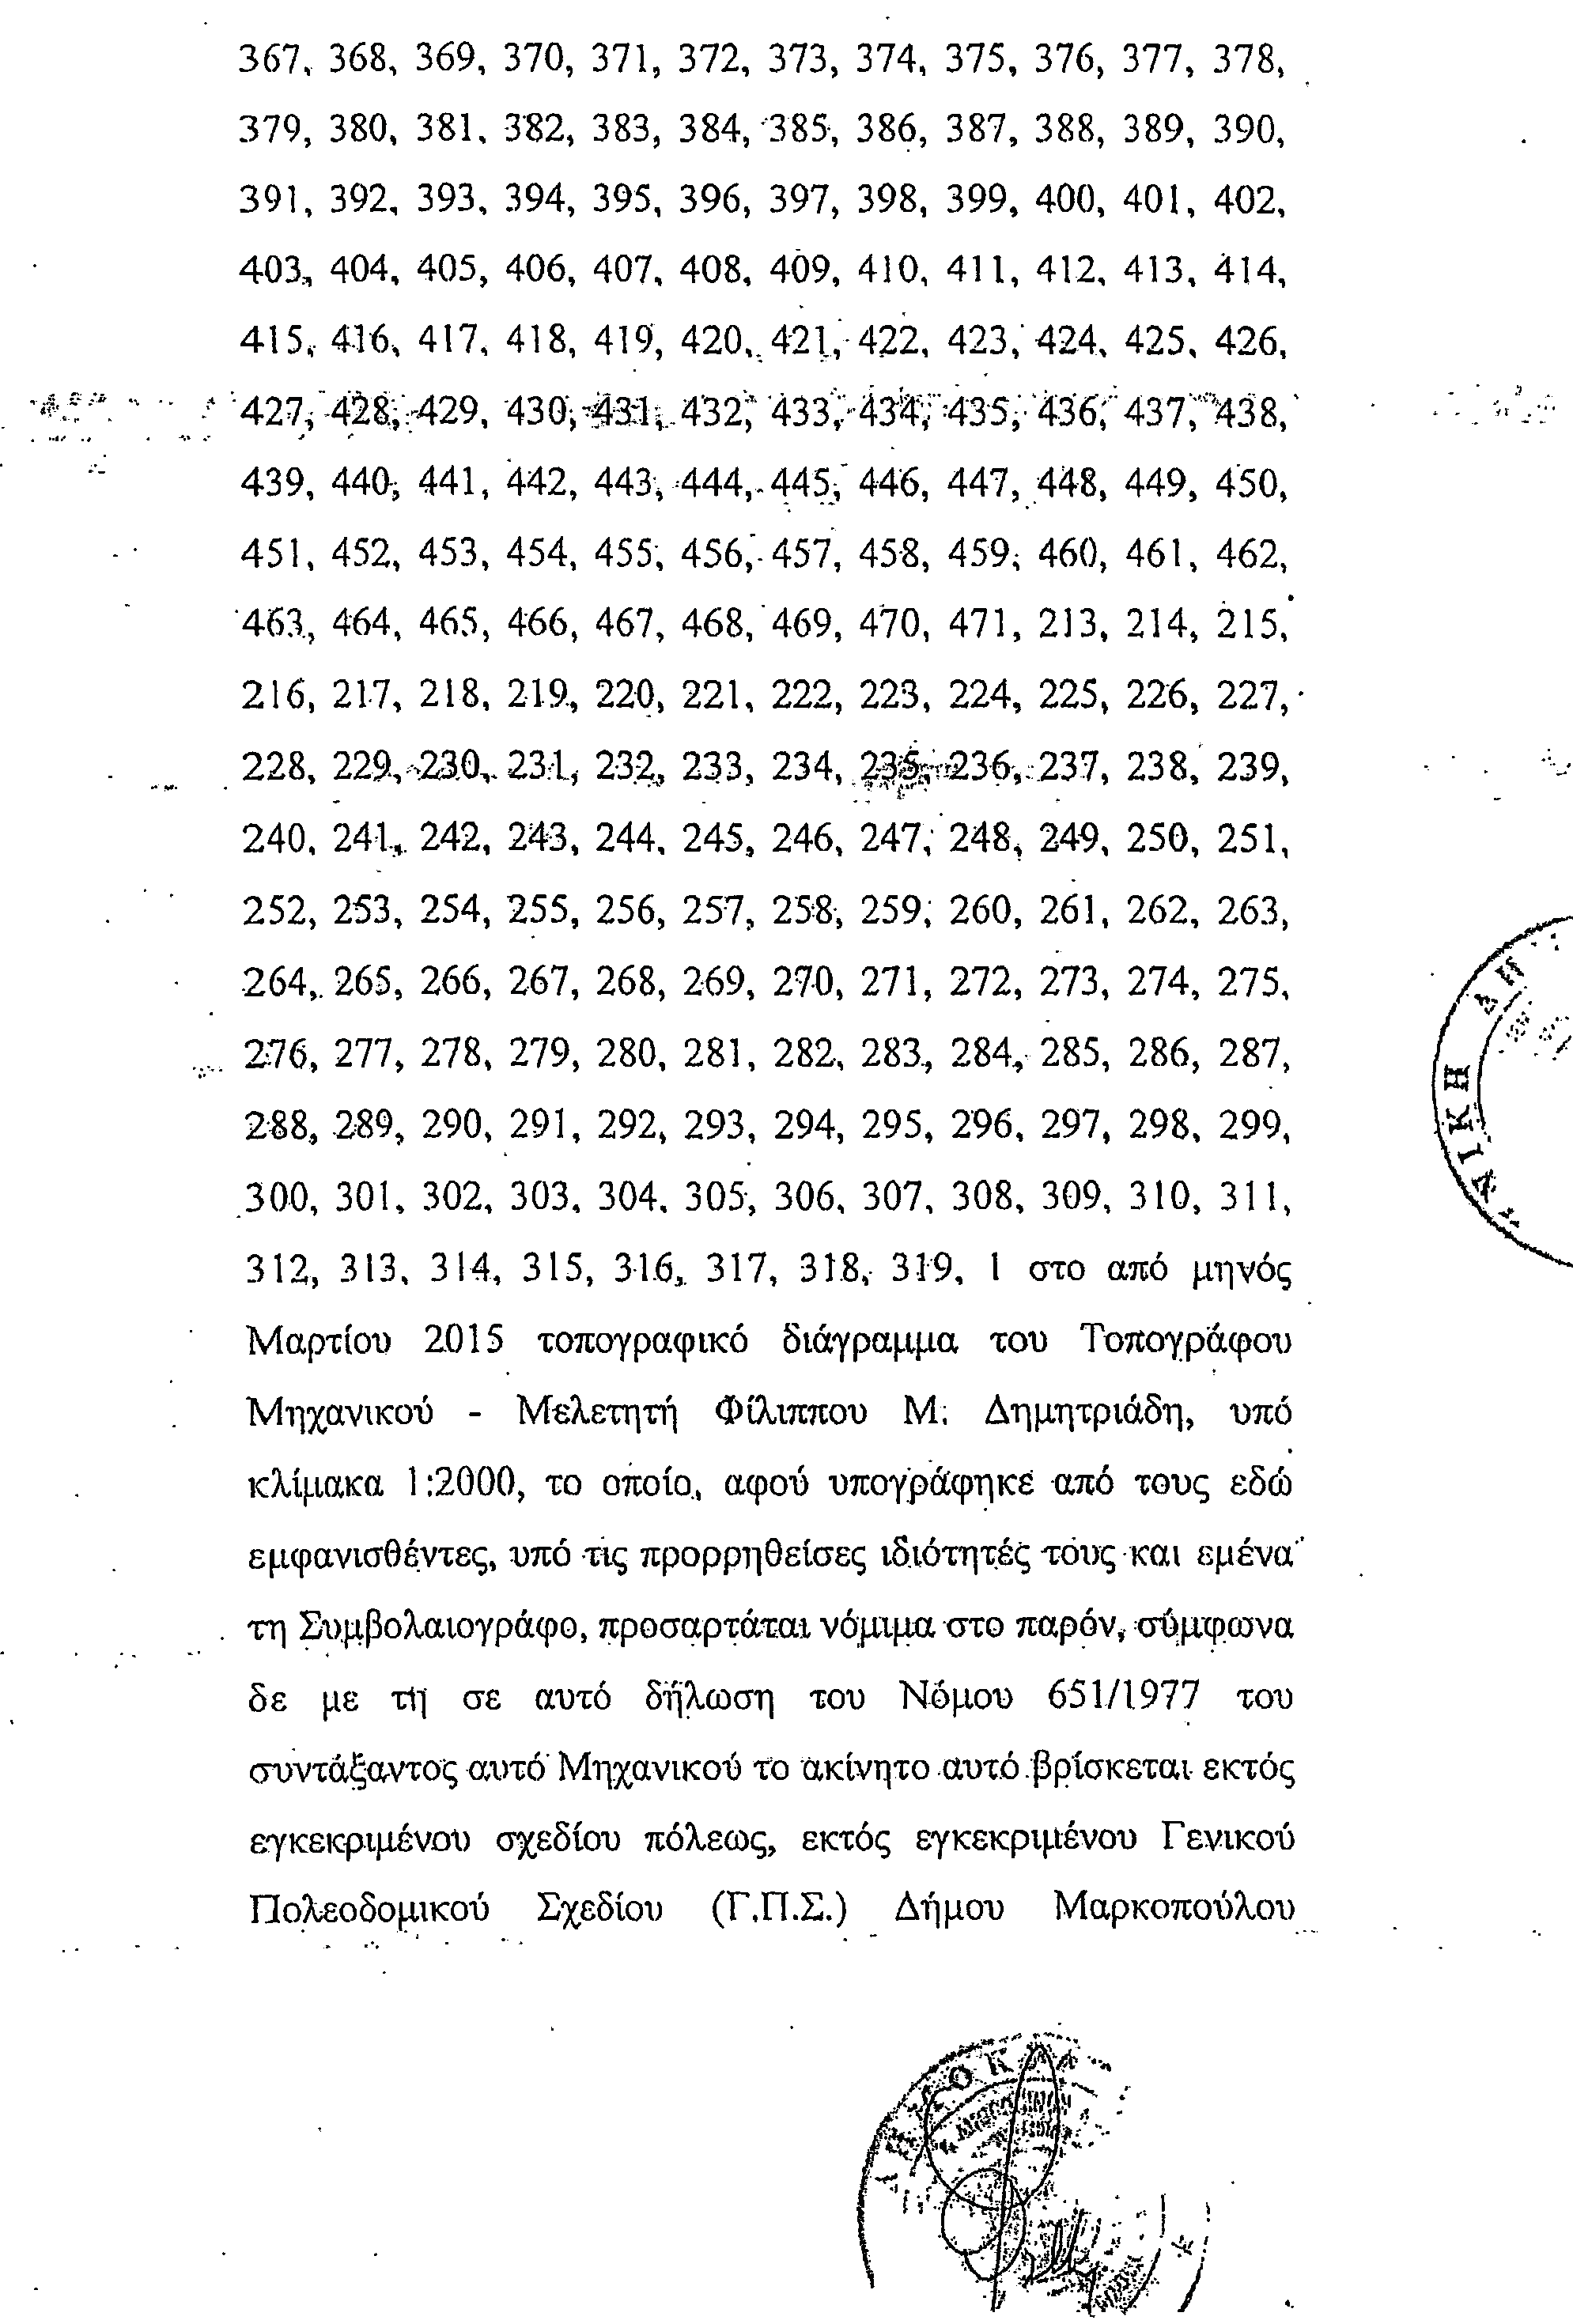 367, 368, 369, 370, 371, 372, 373, 374, 375, 376, 377, 378,
379, 380, 381, 382, 383, 384, 385, 386, 387, 388, 389, 390,
391, 392, 393, 394, 395, 396, 397, 398, 399, 400, 401, 402,
403, 404, 405, 406, 407, 408, 409, 410, 411, 412, 413, 414,
415, 416, 417, 418, 419, 420, 421, 422, 423, 424, 425, 426,
427, 428, 429, 430, 431, 432, 433, 434, 435, 436, 437, 438,
439, 440, 441, 442, 443, 444, 445, 446, 447, 448, 449, 450,
451, 452, 453, 454, 455, 456, 457, 458, 459, 460, 461, 462,
463, 464, 465, 466, 467, 468, 469, 470, 471, 213, 214, 215,
216, 217, 218, 219, 220, 221, 222, 223, 224, 225, 226, 227,
228, 229, 230, 231, 232, 233, 234, 235, 236, 237, 238, 239,
240, 241, 242, 243, 244, 245, 246, 247, 248, 249, 250, 251,
252, 253, 254, 255, 256, 257, 258, 259, 260, 261, 262, 263,
264, 265, 266, 267, 268, 269, 270, 271, 272, 273, 274, 275,
276, 277, 278, 279, 280, 281, 282, 283, 284, 285, 286, 287,
288, 289, 290, 291, 292, 293, 294, 295, 296, 297, 298, 299,
300, 301, 302, 303, 304, 305, 306, 307, 308, 309, 310, 311,
312, 313, 314, 315, 316, 317, 318, 319, 1 στο από μηνός
Μαρτίου 2015 τοπογραφικό διάγραμμα του Τοπογράφου
Μηχανικού - Μελετητή Φίλιππου Μ. Δημητριάδη, υπό
κλίμακα 1:2000, το οποίο, αφού υπογράφηκε από τους εδώ
εμφανισθέντες, υπό τις προρρηθείσες ιδιότητές τους και εμένα
τη Συμβολαιογράφο, προσαρτάται νόμιμα στο παρόν, σύμφωνα
δε με τη σε αυτό δήλωση του Νόμου 651/1977 του
συντάξαντος αυτό Μηχανικού το ακίνητο αυτό βρίσκεται εκτός
εγκεκριμένου σχεδίου πόλεως, εκτός εγκεκριμένου Γενικού
Πολεοδομικού Σχεδίου (Γ.Π.Σ.) Δήμου Μαρκοπούλου